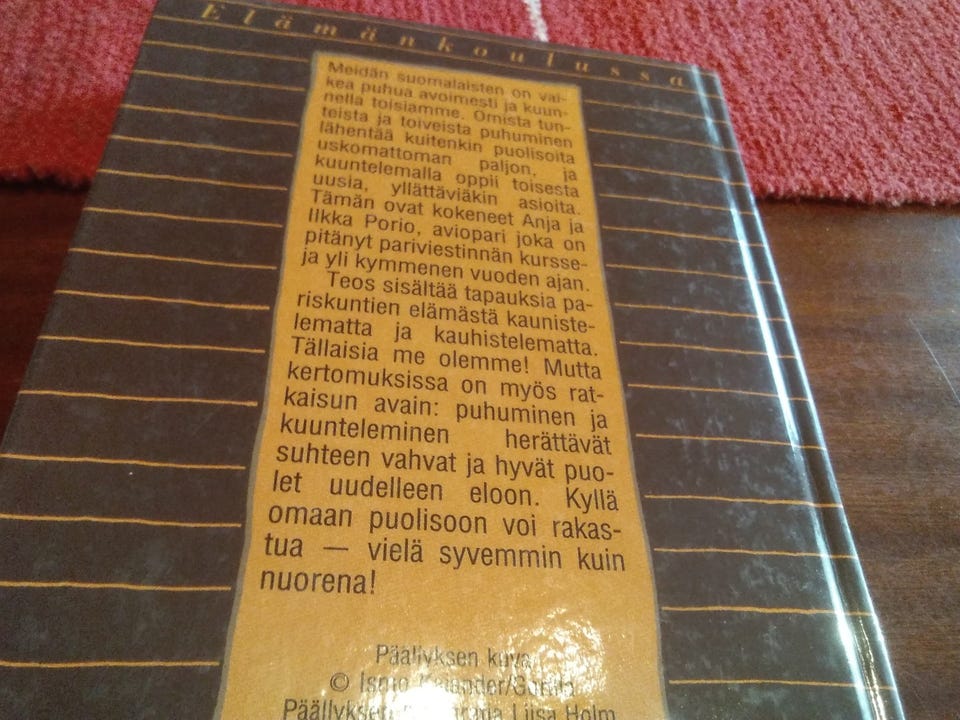 Elämänkoulussa
Meidän suomalaisten on vai-
kea puhua avoimesti ja kuun-
nella toisiamme. Omista tun-
teista ja toiveista puhuminen
lähentää kuitenkin puolisoita
uskomattoman paljon, ja
kuuntelemalla oppii toisesta
uusia, yllättäviäkin asioita.
Tämän ovat kokeneet Anja ja
Ilkka Porio, aviopari joka on
pitänyt pariviestinnän kursse-
ja yli kymmenen vuoden ajan.
Teos sisältää tapauksia pa-
riskuntien elämästä kauniste-
lematta ja kauhistelematta.
Tällaisia me olemme! Mutta
kertomuksissa on myös rat-
kaisun avain: puhuminen ja
kuunteleminen herättävät
suhteen vahvat ja hyvät puo-
let uudelleen eloon. Kyllä
omaan puolisoon voi rakas-
tua — vielä syvemmin kuin
nuorena!
Päällyksen kuva
© Ismo
Päällyksen Liisa Holm